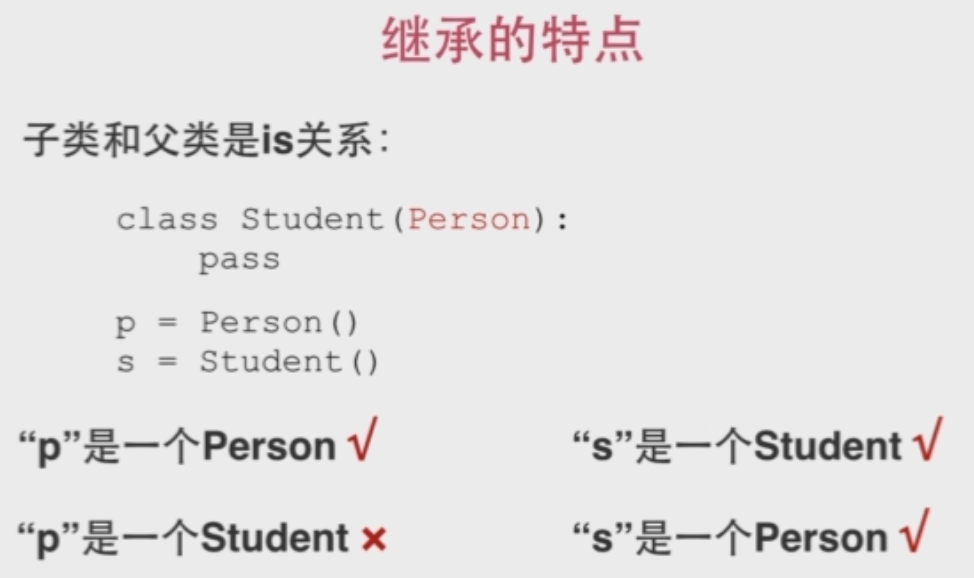 继承的特点
子类和父类是is关系：
class Student(Person):
    pass
p = Person()
s = Student()
“p”是一个Person √
“s”是一个Student √
“p”是一个Student ×
“s”是一个Person √